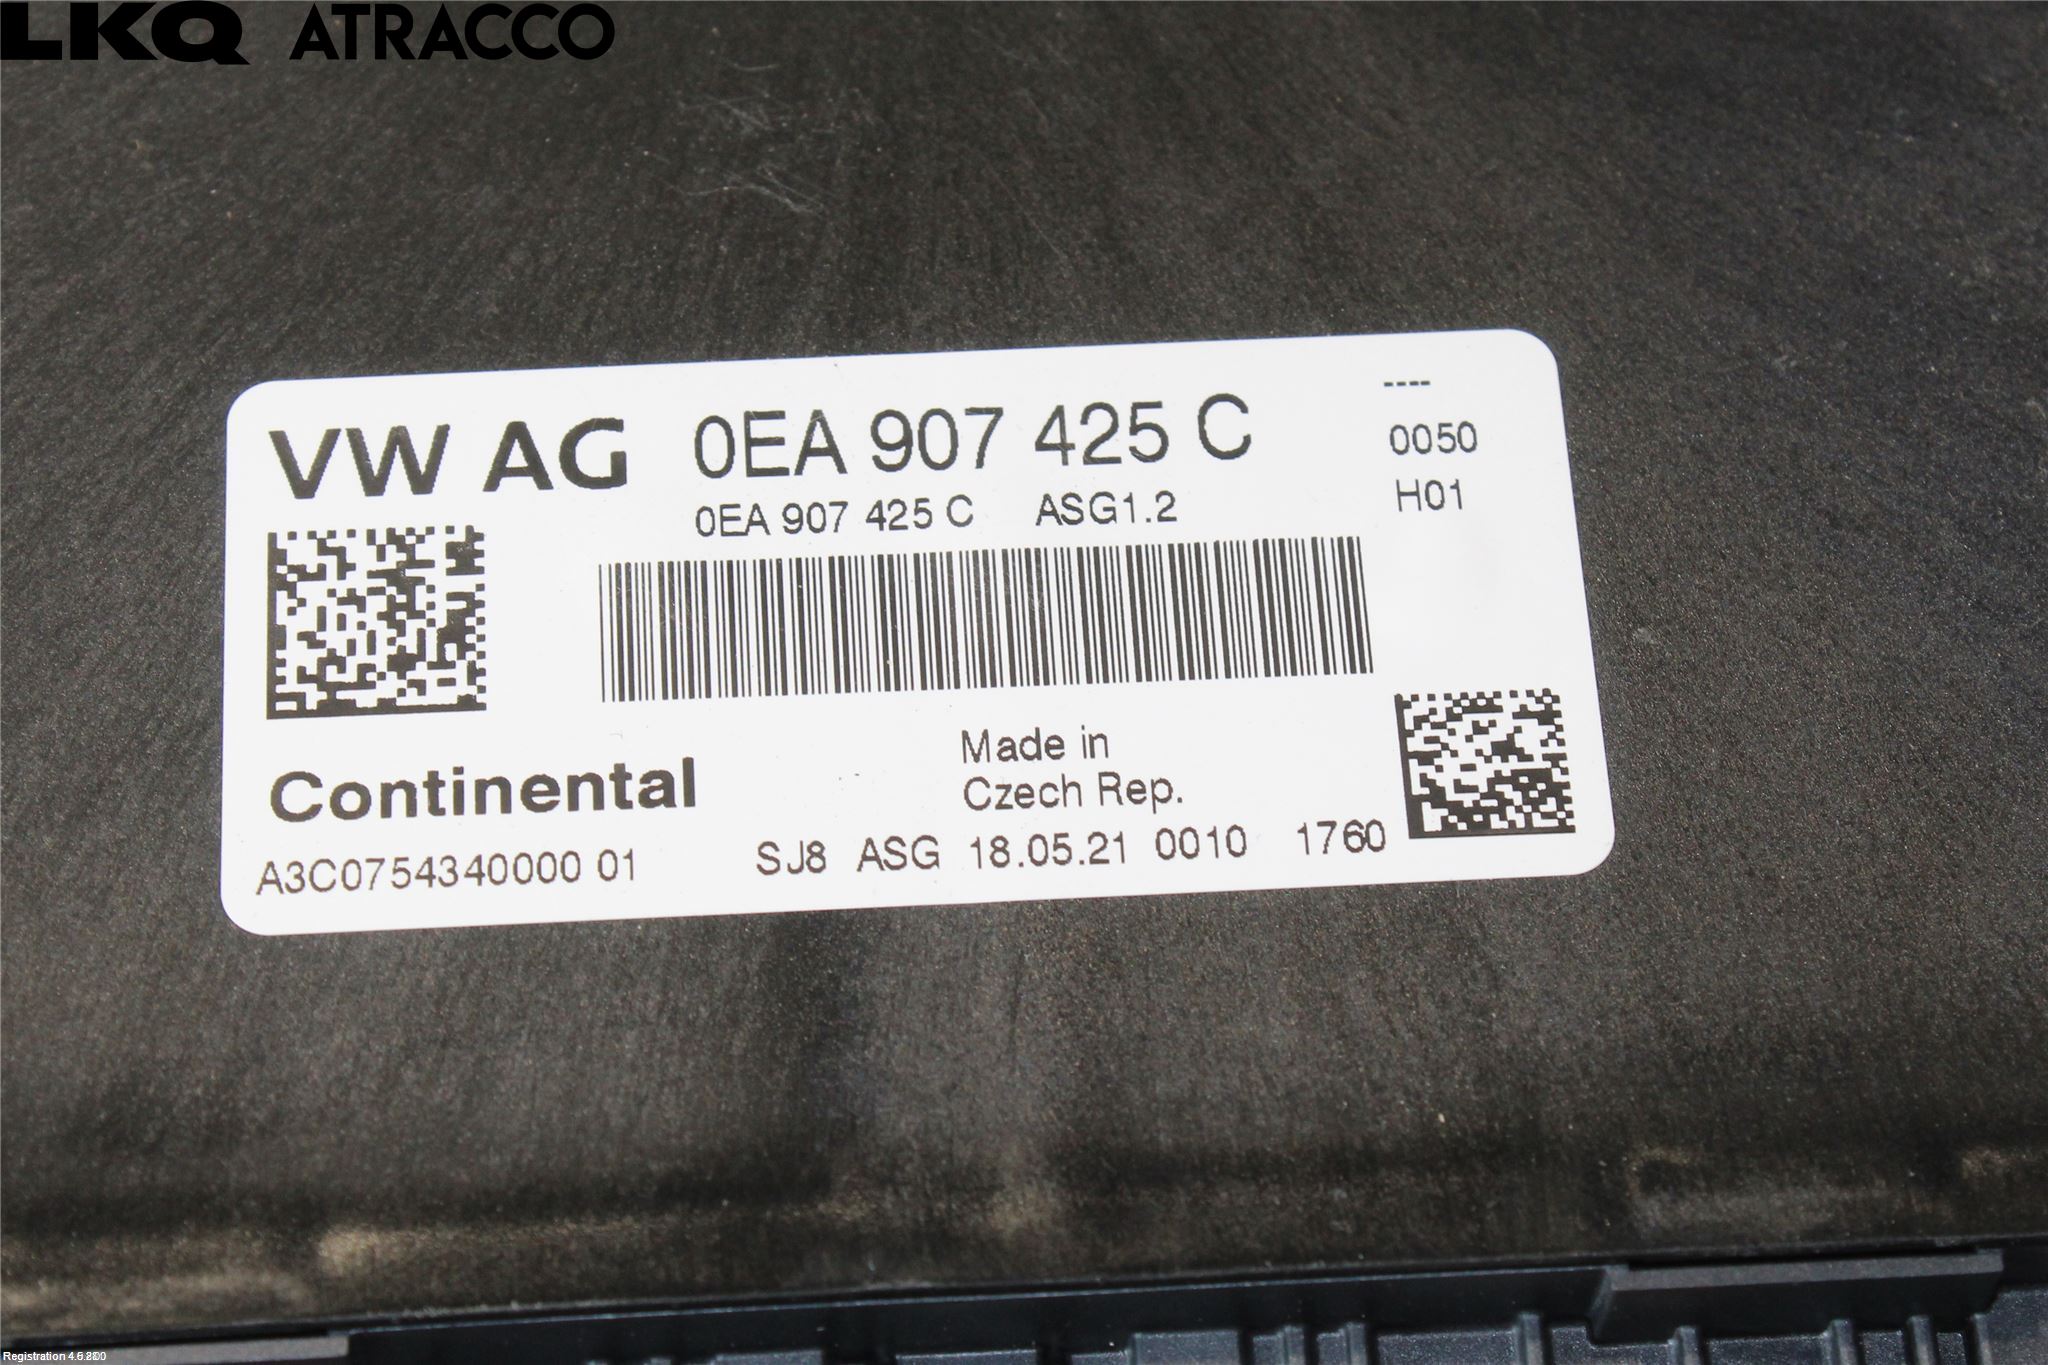 LKQ ATRACCO
VW AG 0EA 907 425 C ----
0050
0EA 907 425 C ASG1.2 H01
Made in
Czech Rep.
Continental
A3C0754340000 01 SJ8 ASG 18.05.21 0010 1760
Registration